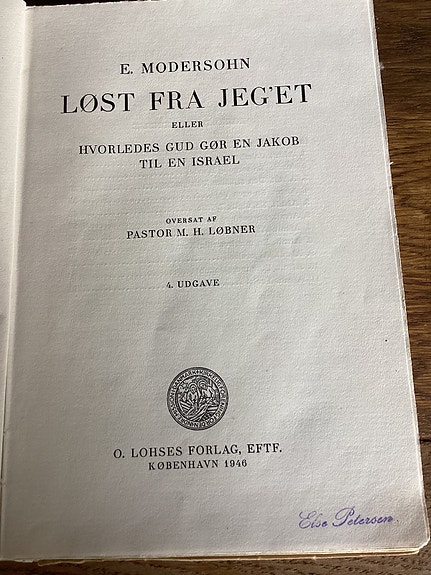 E. MODERSOHN
LØST FRA JEG'ET
ELLER
HVORLEDES GUD GØR EN JAKOB
TIL EN ISRAEL
OVERSAT AF
PASTOR M. H. LØBNER
4. UDGAVE
O. LOHSES FORLAG, EFTF.
KØBENHAVN 1946
Else Petersen